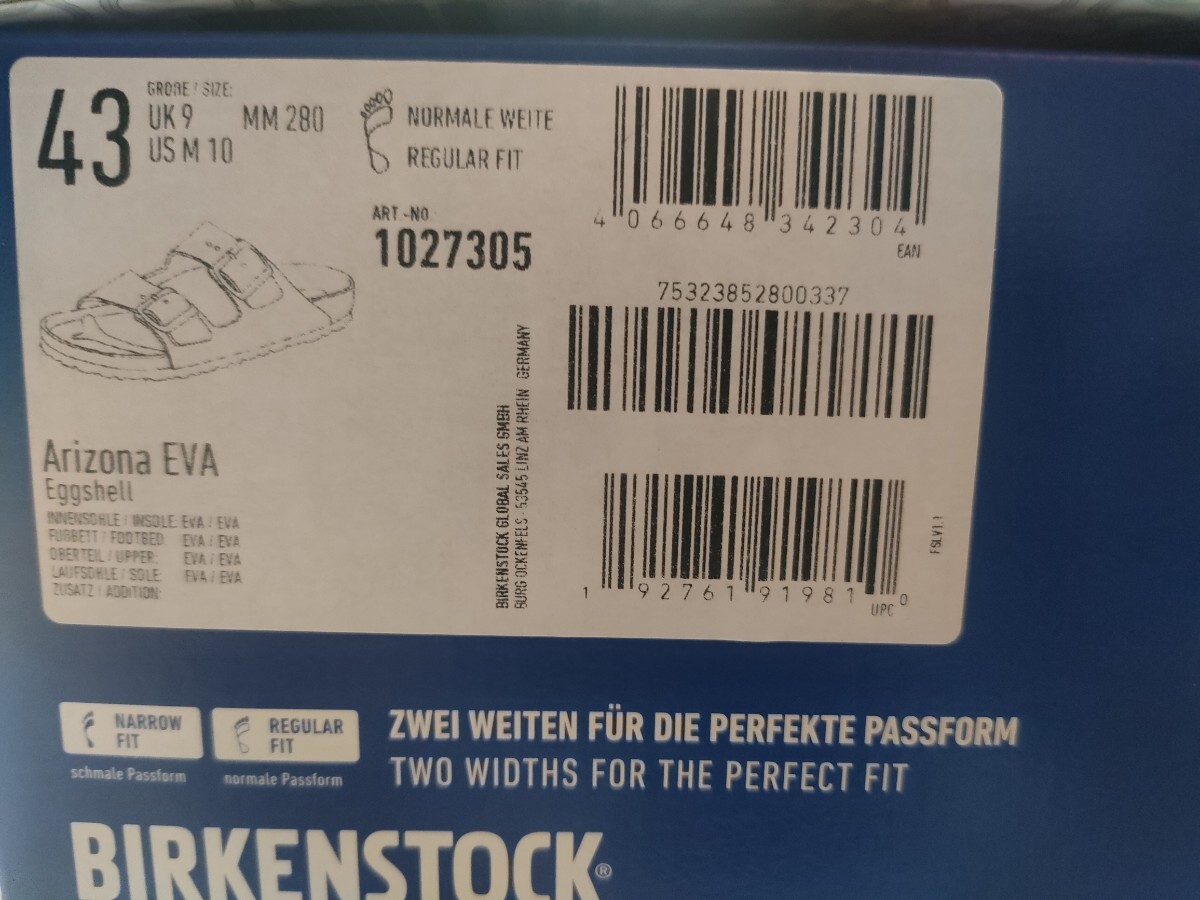 43
GRÖßE / SIZE:
UK 9 MM 280
US M 10
NORMALE WEITE
REGULAR FIT
ART.-NO
1027305
4 066648 342304
EAN
75323852800337
Arizona EVA
Eggshell
INNENSOHLE / INSOLE: EVA / EVA
FUßBETT / FOOTBED: EVA / EVA
OBERTEIL / UPPER: EVA / EVA
LAUFSOHLE / SOLE: EVA / EVA
ZUSATZ / ADDITION:
BIRKENSTOCK GLOBAL SALES GMBH
BURG OCKENFELS · 53545 LINZ AM RHEIN GERMANY
1 92761 91981 0
UPC
FSLV1.1
NARROW
FIT
schmale Passform
REGULAR
FIT
normale Passform
ZWEI WEITEN FÜR DIE PERFEKTE PASSFORM
TWO WIDTHS FOR THE PERFECT FIT
BIRKENSTOCK®